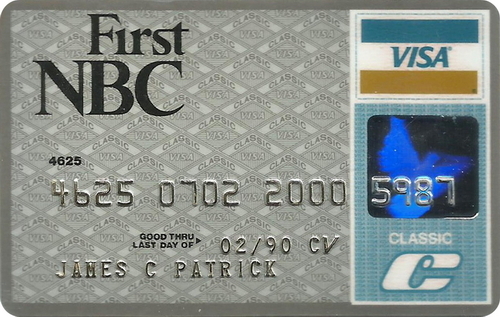 First
NBC
VISA
4625
4625 0702 2000 5987
GOOD THRU
LAST DAY OF 02/90 CV
CLASSIC
JAMES C PATRICK
C